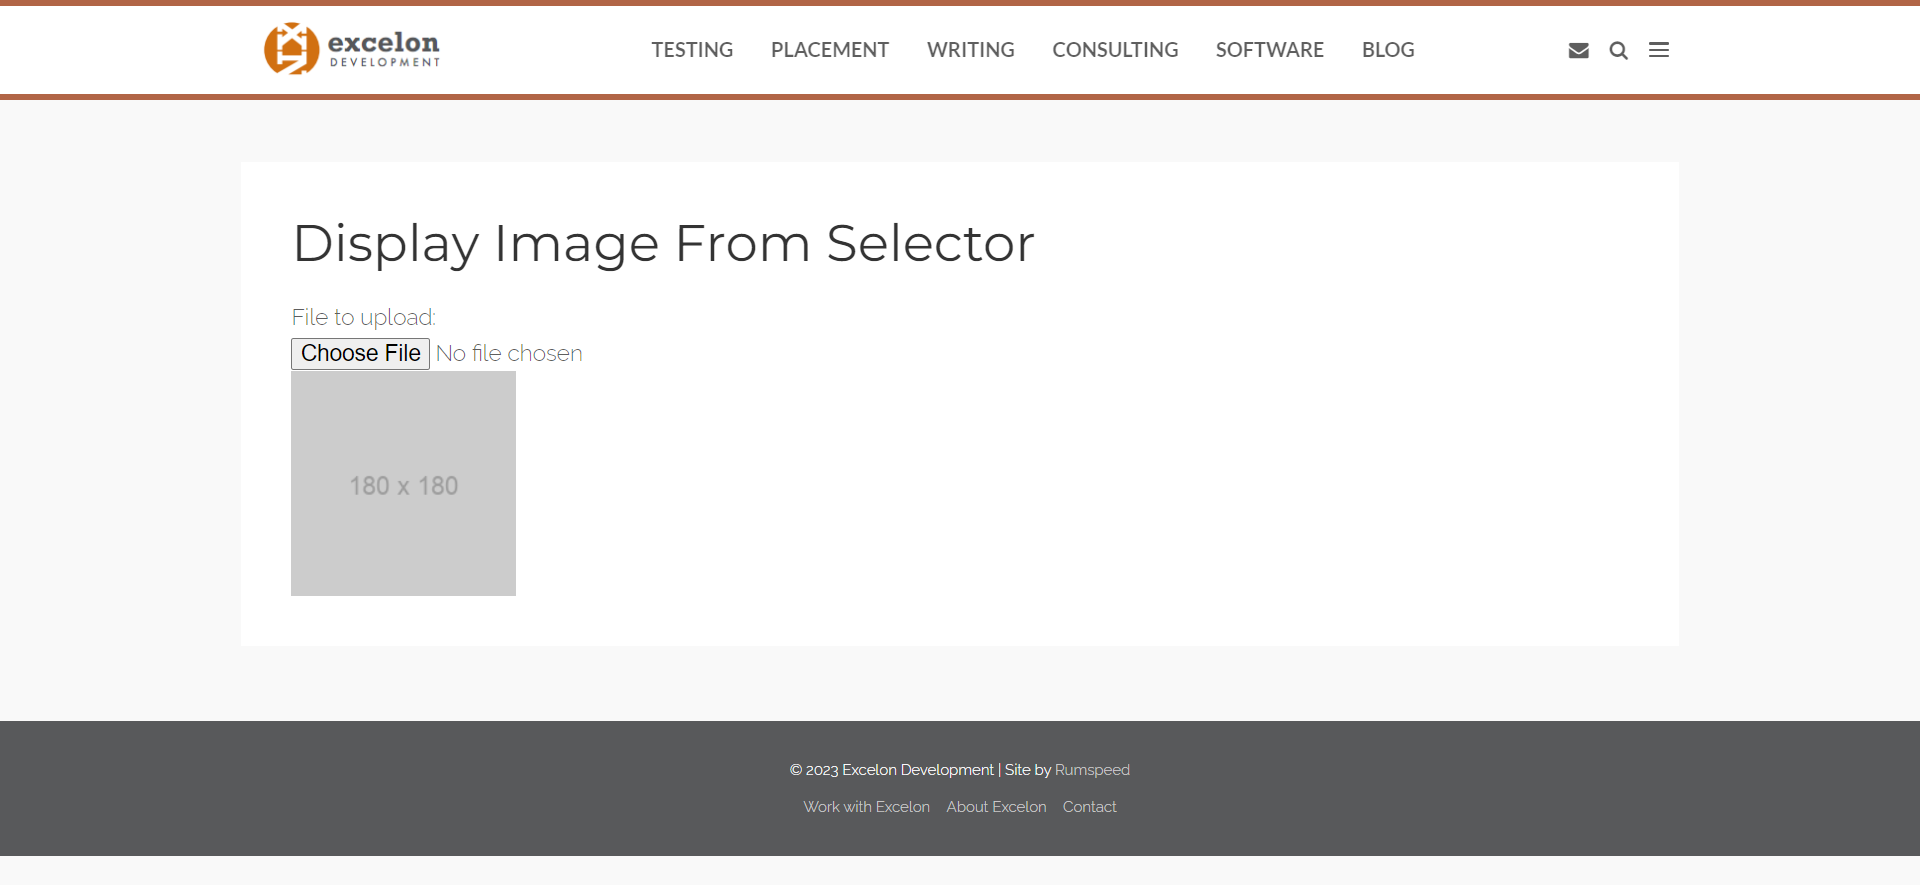 excelon
DEVELOPMENT
TESTING PLACEMENT WRITING CONSULTING SOFTWARE BLOG
Display Image From Selector
File to upload:
Choose File No file chosen
180 x 180
© 2023 Excelon Development | Site by Rumspeed
Work with Excelon About Excelon Contact